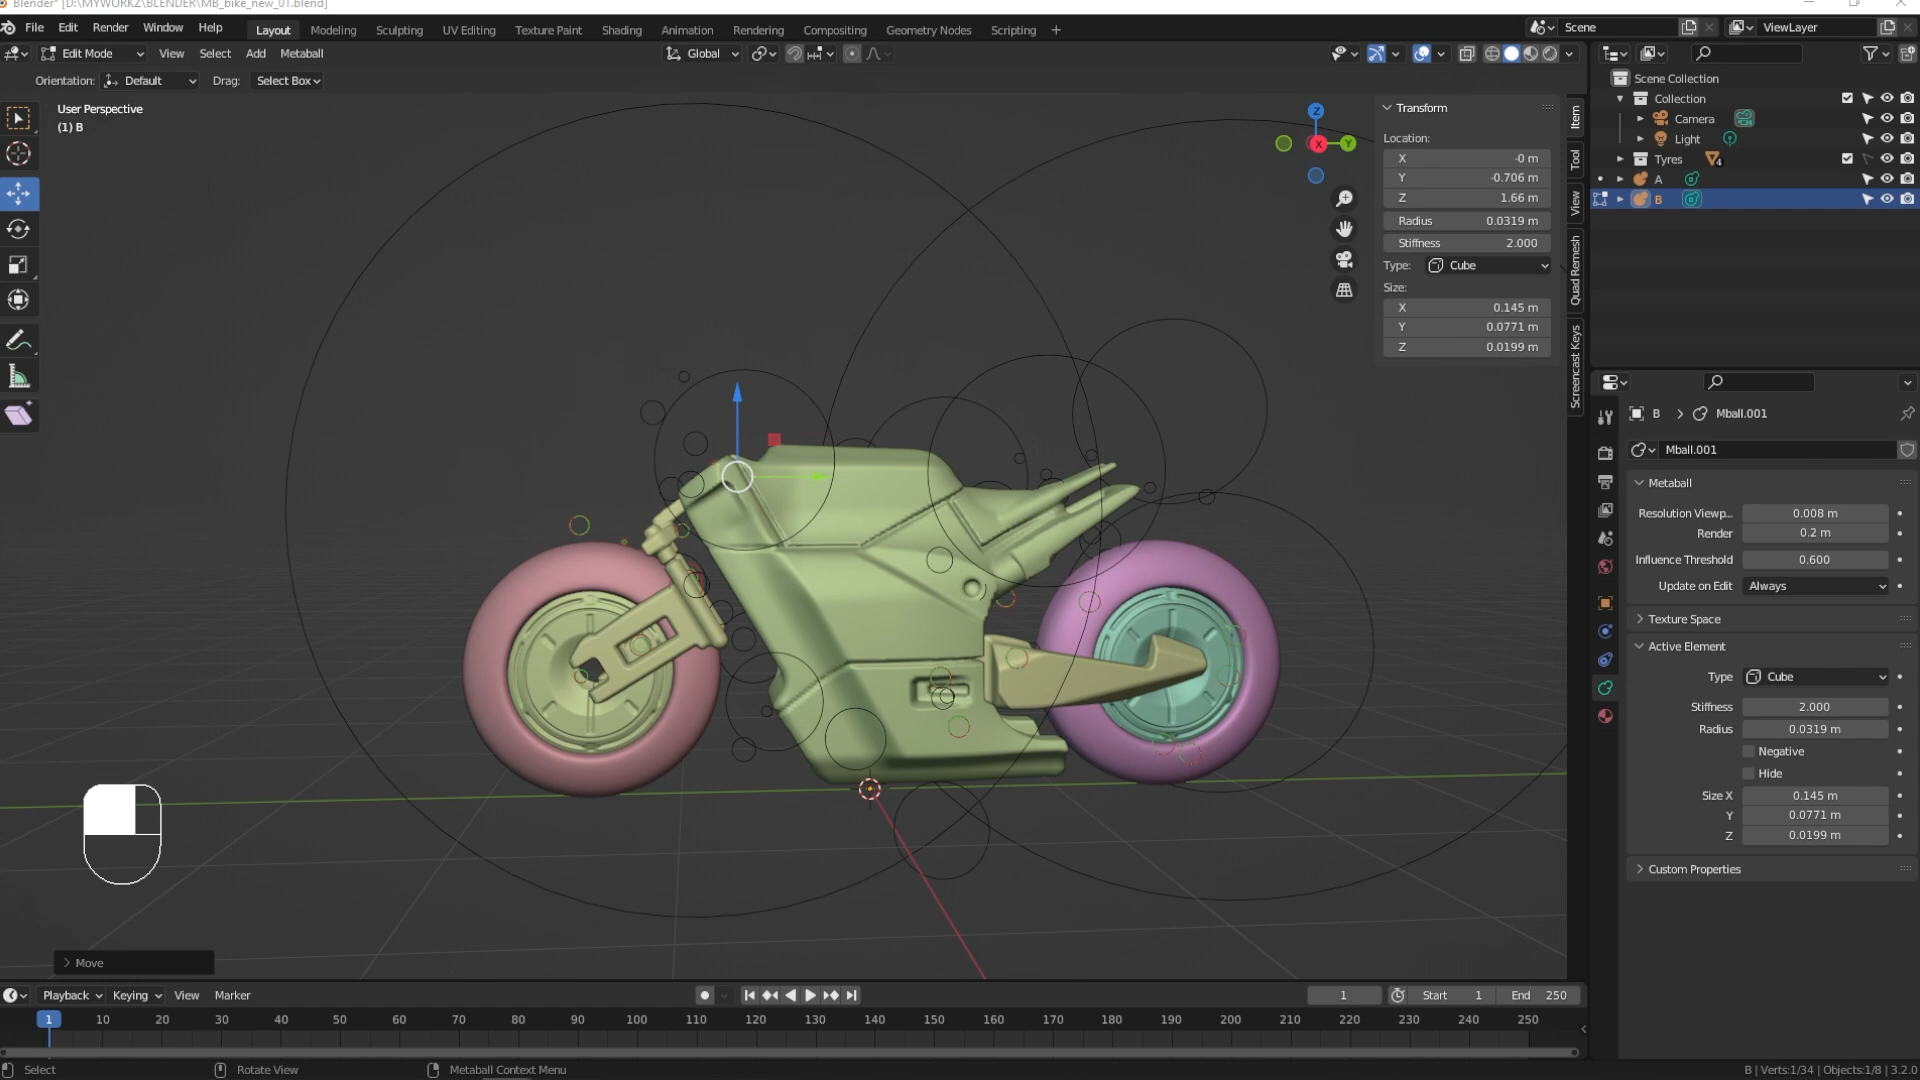 Blender* [D:\MYWORKZ\BLENDER\MB_bike_new_01.blend]
File Edit Render Window Help Layout Modeling Sculpting UV Editing Texture Paint Shading Animation Rendering Compositing Geometry Nodes Scripting + Scene ViewLayer
Edit Mode View Select Add Metaball Global
Orientation: Default Drag: Select Box
User Perspective
(1) B
Z
X
Y
Transform
Location:
X -0 m
Y -0.706 m
Z 1.66 m
Radius 0.0319 m
Stiffness 2.000
Type: Cube
Size:
X 0.145 m
Y 0.0771 m
Z 0.0199 m
Item
Tool
View
Quad Remesh
Screencast Keys
Scene Collection
Collection
Camera
Light
Tyres 4
A
B
B > Mball.001
Mball.001
Metaball
Resolution Viewp... 0.008 m
Render 0.2 m
Influence Threshold 0.600
Update on Edit Always
Texture Space
Active Element
Type Cube
Stiffness 2.000
Radius 0.0319 m
Negative
Hide
Size X 0.145 m
Y 0.0771 m
Z 0.0199 m
Custom Properties
Move
Playback Keying View Marker 1 Start 1 End 250
1 10 20 30 40 50 60 70 80 90 100 110 120 130 140 150 160 170 180 190 200 210 220 230 240 250
Select Rotate View Metaball Context Menu B | Verts:1/34 | Objects:1/8 | 3.2.0